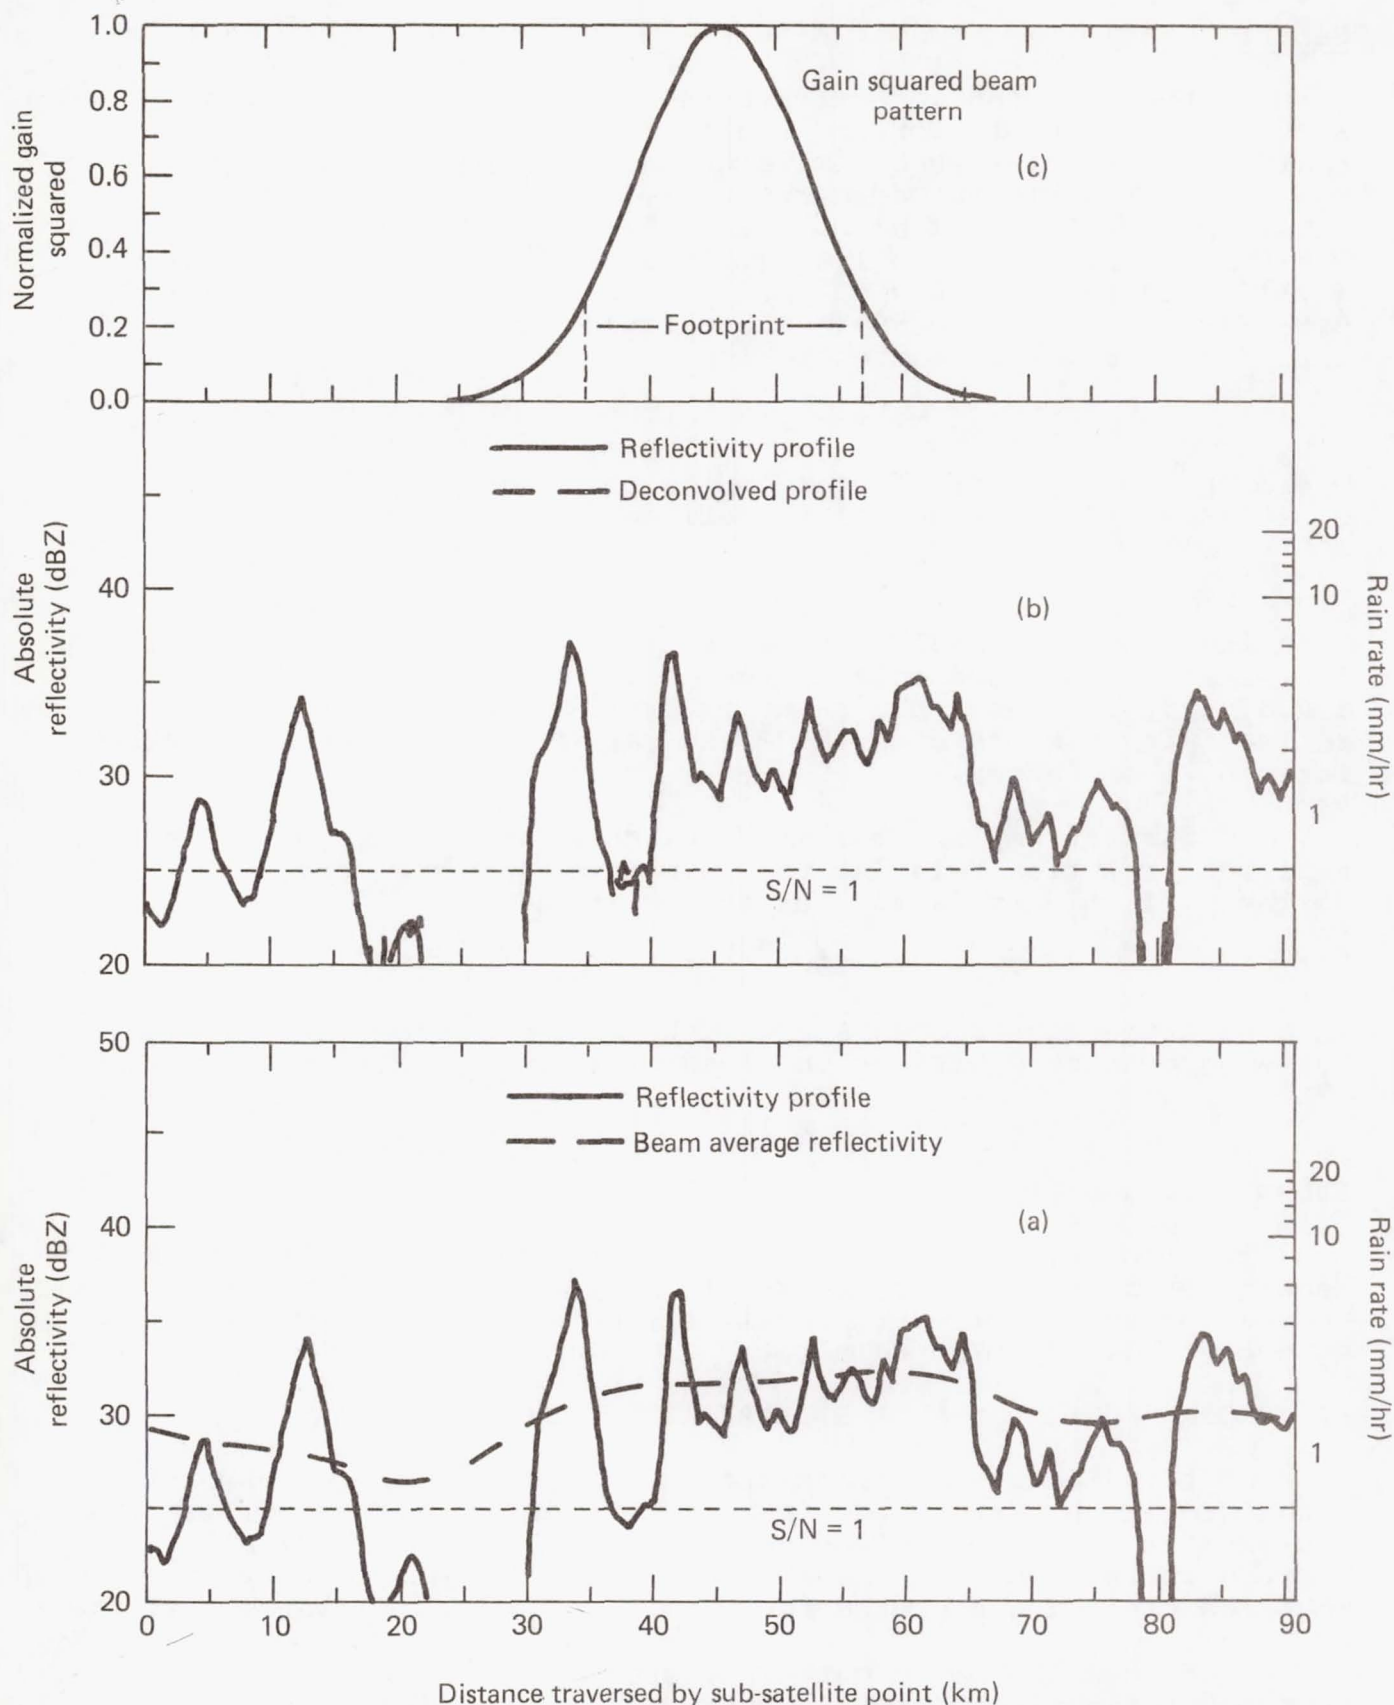 1.0
0.8
0.6
0.4
0.2
0.0
Normalized gain
squared
Gain squared beam
pattern
(c)
Footprint
Reflectivity profile
Deconvolved profile
40
30
20
Absolute
reflectivity (dBZ)
(b)
S/N = 1
20
10
1
Rain rate (mm/hr)
50
40
30
20
Absolute
reflectivity (dBZ)
Reflectivity profile
Beam average reflectivity
(a)
S/N = 1
20
10
1
Rain rate (mm/hr)
0 10 20 30 40 50 60 70 80 90
Distance traversed by sub-satellite point (km)